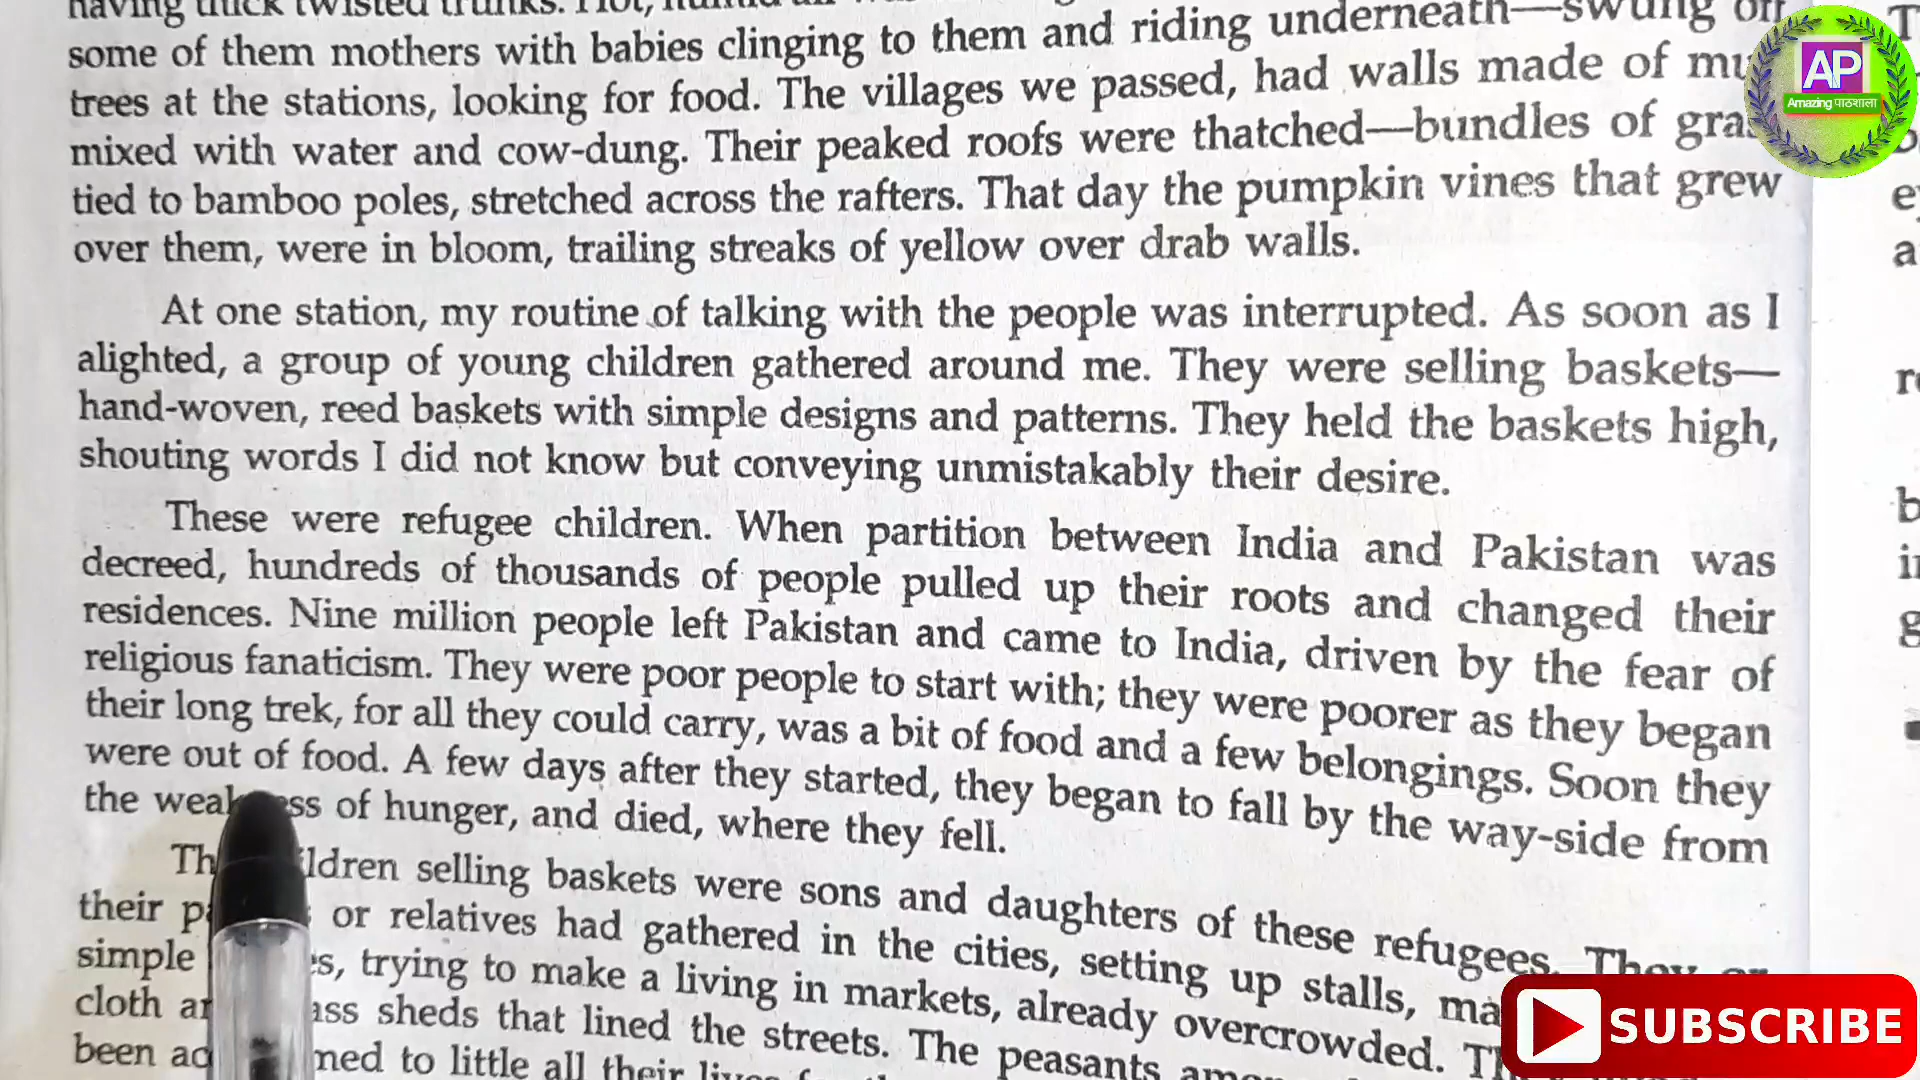 having thick twisted trunks. Hot, humid
some of them mothers with babies clinging to them and riding underneath—swung off
trees at the stations, looking for food. The villages we passed, had walls made of
mixed with water and cow-dung. Their peaked roofs were thatched—bundles of
tied to bamboo poles, stretched across the rafters. That day the pumpkin vines that grew
over them, were in bloom, trailing streaks of yellow over drab walls.
At one station, my routine of talking with the people was interrupted. As soon as I
alighted, a group of young children gathered around me. They were selling baskets—
hand-woven, reed baskets with simple designs and patterns. They held the baskets high,
shouting words I did not know but conveying unmistakably their desire.
These were refugee children. When partition between India and Pakistan was
decreed, hundreds of thousands of people pulled up their roots and changed their
residences. Nine million people left Pakistan and came to India, driven by the fear of
religious fanaticism. They were poor people to start with; they were poorer as they began
their long trek, for all they could carry, was a bit of food and a few belongings. Soon they
were out of food. A few days after they started, they began to fall by the way-side from
the weakness of hunger, and died, where they fell.
children selling baskets were sons and daughters of these refugees. They
their or relatives had gathered in the cities, setting up stalls,
simple trying to make a living in markets, already overcrowded.
cloth sheds that lined the streets. The peasants
been to little all their
AP
Amazing पाठशाला
SUBSCRIBE